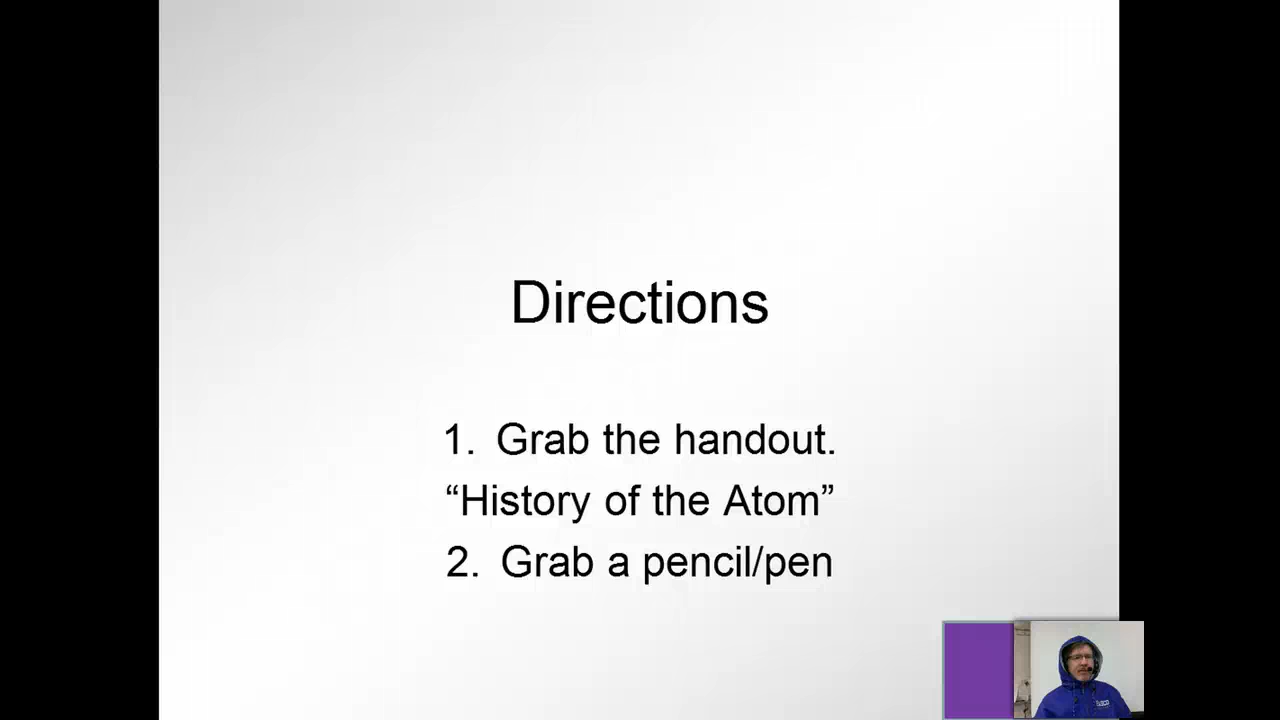 Directions
1. Grab the handout.
“History of the Atom”
2. Grab a pencil/pen